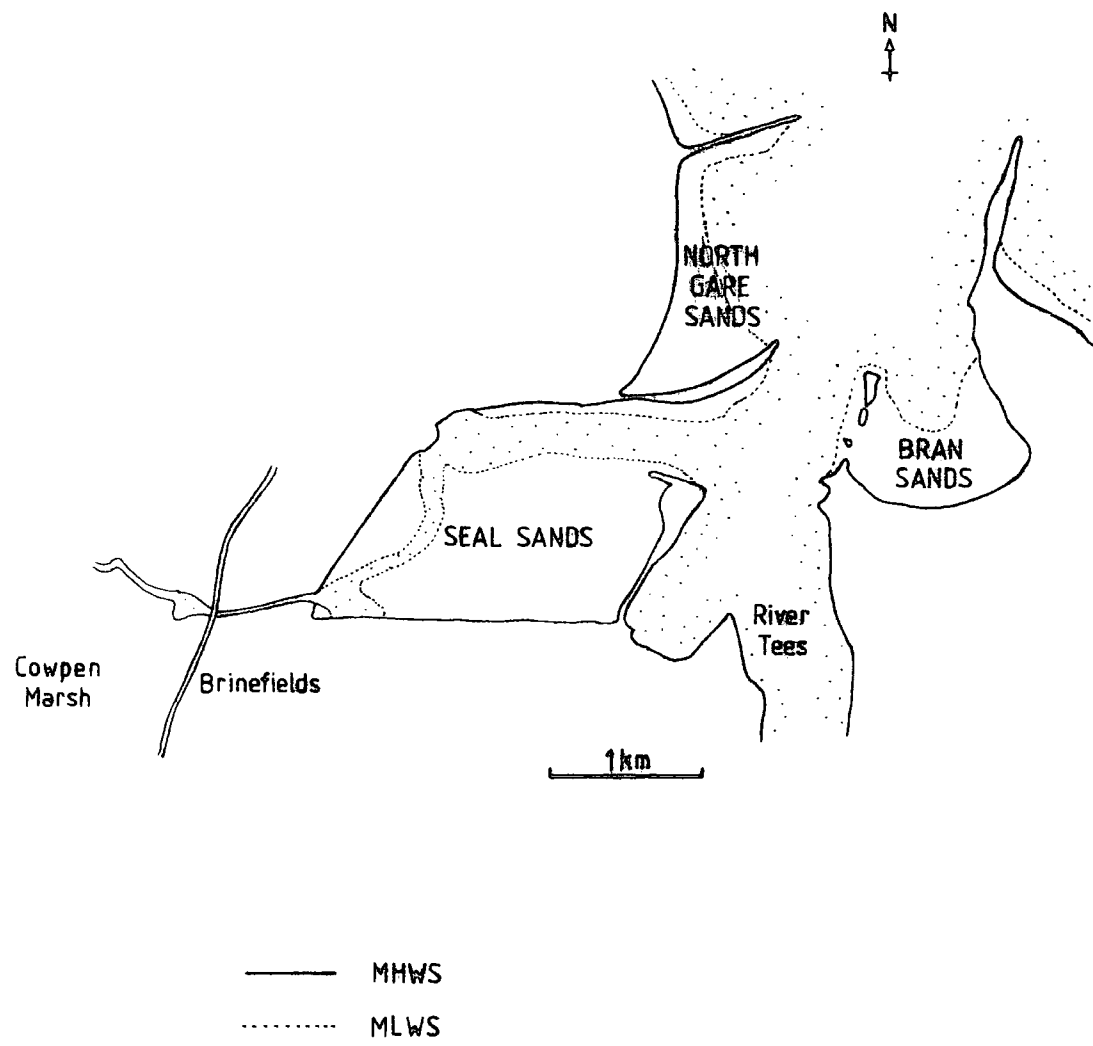 N
NORTH
GARE
SANDS
BRAN
SANDS
SEAL SANDS
River
Tees
Cowpen
Marsh
Brinefields
1km
MHWS
MLWS